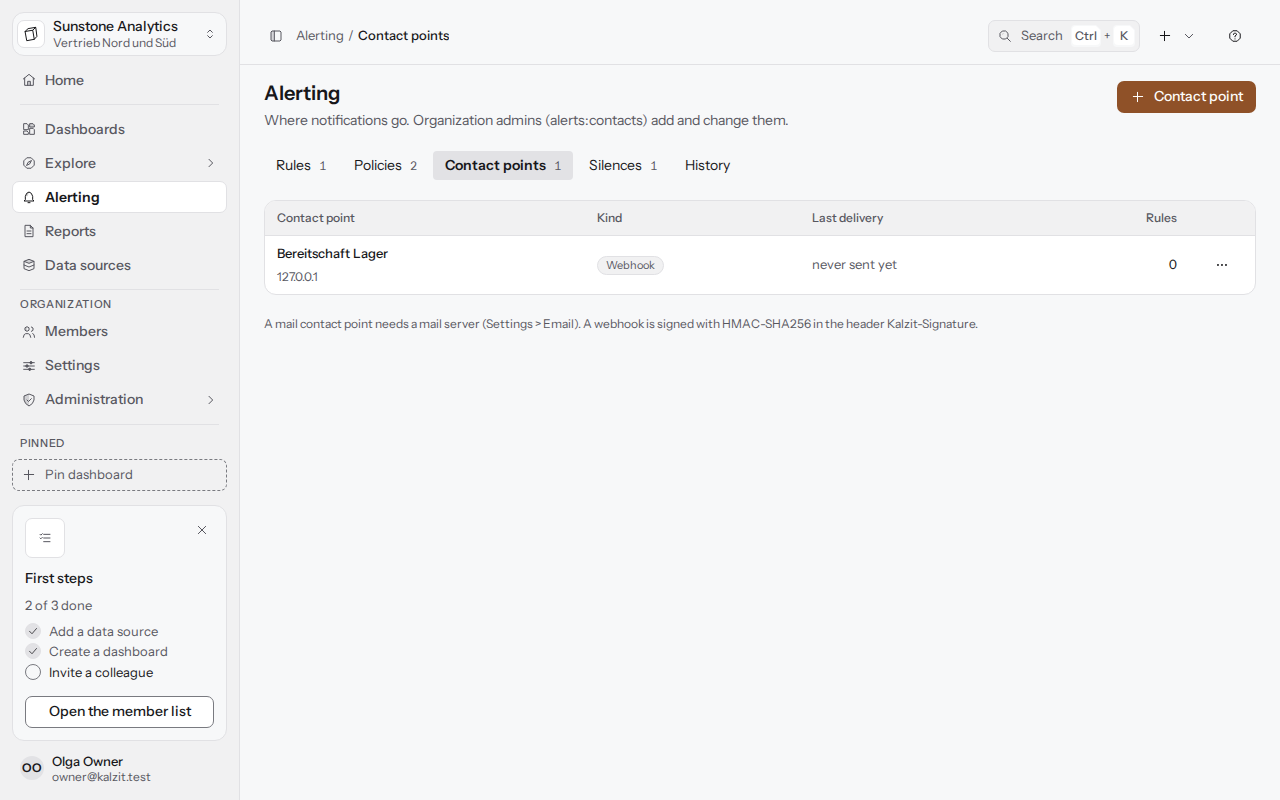 Sunstone Analytics
Vertrieb Nord und Süd
Home
Dashboards
Explore
Alerting
Reports
Data sources
ORGANIZATION
Members
Settings
Administration
PINNED
Pin dashboard
First steps
2 of 3 done
Add a data source
Create a dashboard
Invite a colleague
Open the member list
OO
Olga Owner
owner@kalzit.test
Alerting / Contact points
Search Ctrl + K
Alerting
Where notifications go. Organization admins (alerts:contacts) add and change them.
Contact point
Rules 1 Policies 2 Contact points 1 Silences 1 History
Contact point Kind Last delivery Rules
Bereitschaft Lager
127.0.0.1
Webhook
never sent yet
0
A mail contact point needs a mail server (Settings > Email). A webhook is signed with HMAC-SHA256 in the header Kalzit-Signature.